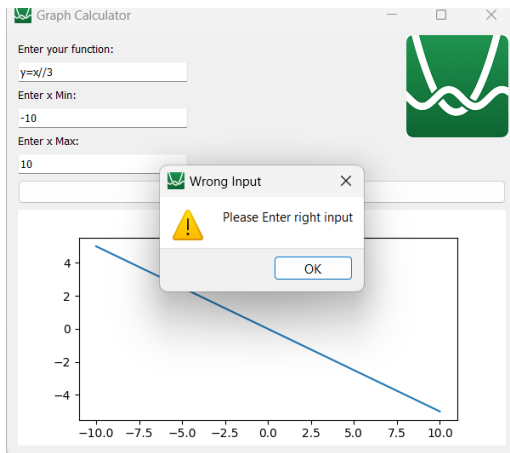 Graph Calculator
Enter your function:
y=x//3
Enter x Min:
-10
Enter x Max:
10
Wrong Input
Please Enter right input
OK
4
2
0
−2
−4
−10.0 −7.5 −5.0 −2.5 0.0 2.5 5.0 7.5 10.0